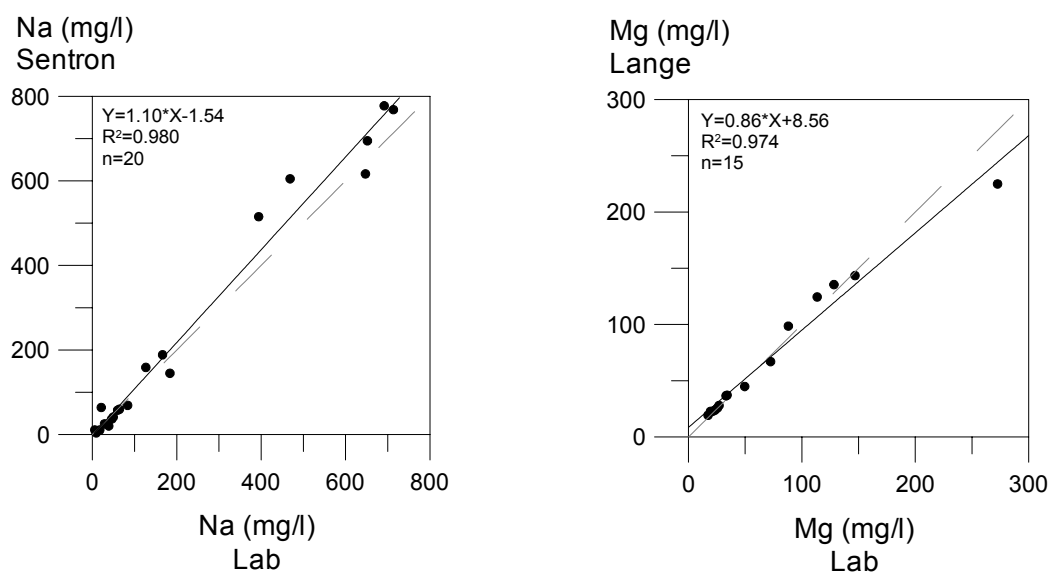 Na (mg/l)
Sentron
800
600
400
200
0
Y=1.10*X-1.54
R²=0.980
n=20
0 200 400 600 800
Na (mg/l)
Lab
Mg (mg/l)
Lange
300
200
100
0
Y=0.86*X+8.56
R²=0.974
n=15
0 100 200 300
Mg (mg/l)
Lab